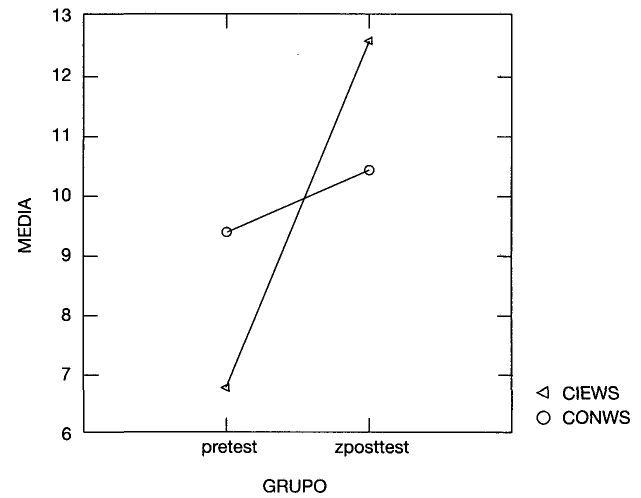 13
12
11
10
9
8
7
6
MEDIA
pretest
zposttest
GRUPO
CIEWS
CONWS